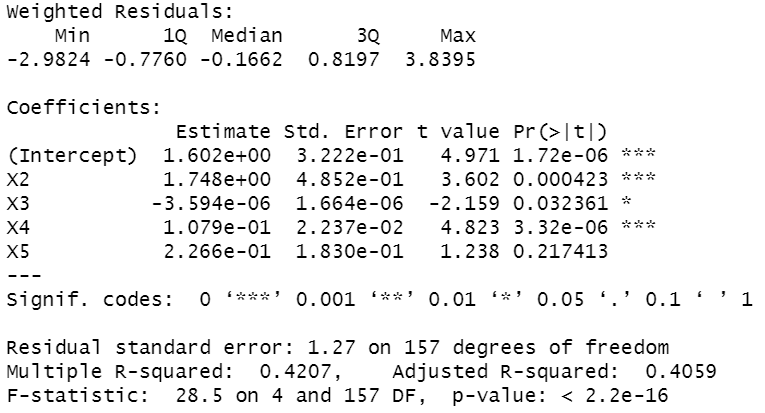 Weighted Residuals:
    Min      1Q  Median      3Q     Max
-2.9824 -0.7760 -0.1662  0.8197  3.8395

Coefficients:
              Estimate Std. Error t value Pr(>|t|)
(Intercept)  1.602e+00  3.222e-01   4.971 1.72e-06 ***
X2           1.748e+00  4.852e-01   3.602 0.000423 ***
X3          -3.594e-06  1.664e-06  -2.159 0.032361 *
X4           1.079e-01  2.237e-02   4.823 3.32e-06 ***
X5           2.266e-01  1.830e-01   1.238 0.217413
---
Signif. codes:  0 ‘***’ 0.001 ‘**’ 0.01 ‘*’ 0.05 ‘.’ 0.1 ‘ ’ 1

Residual standard error: 1.27 on 157 degrees of freedom
Multiple R-squared:  0.4207,    Adjusted R-squared:  0.4059
F-statistic:  28.5 on 4 and 157 DF,  p-value: < 2.2e-16